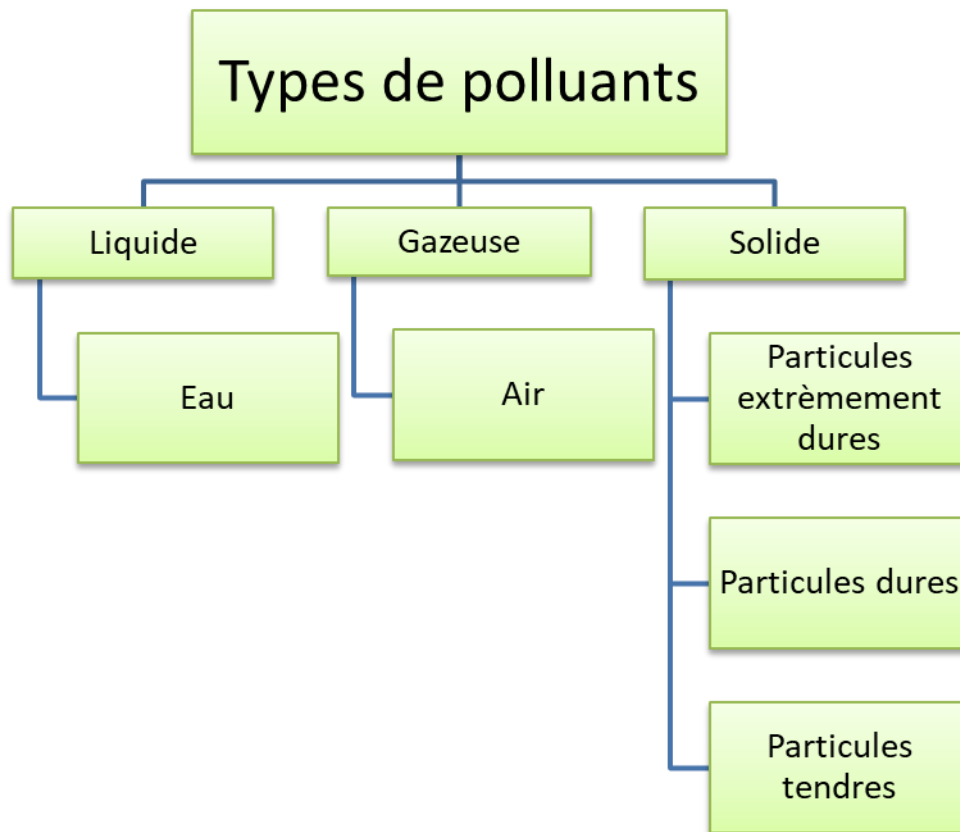 Types de polluants
Liquide
Gazeuse
Solide
Eau
Air
Particules
extrèmement
dures
Particules dures
Particules
tendres